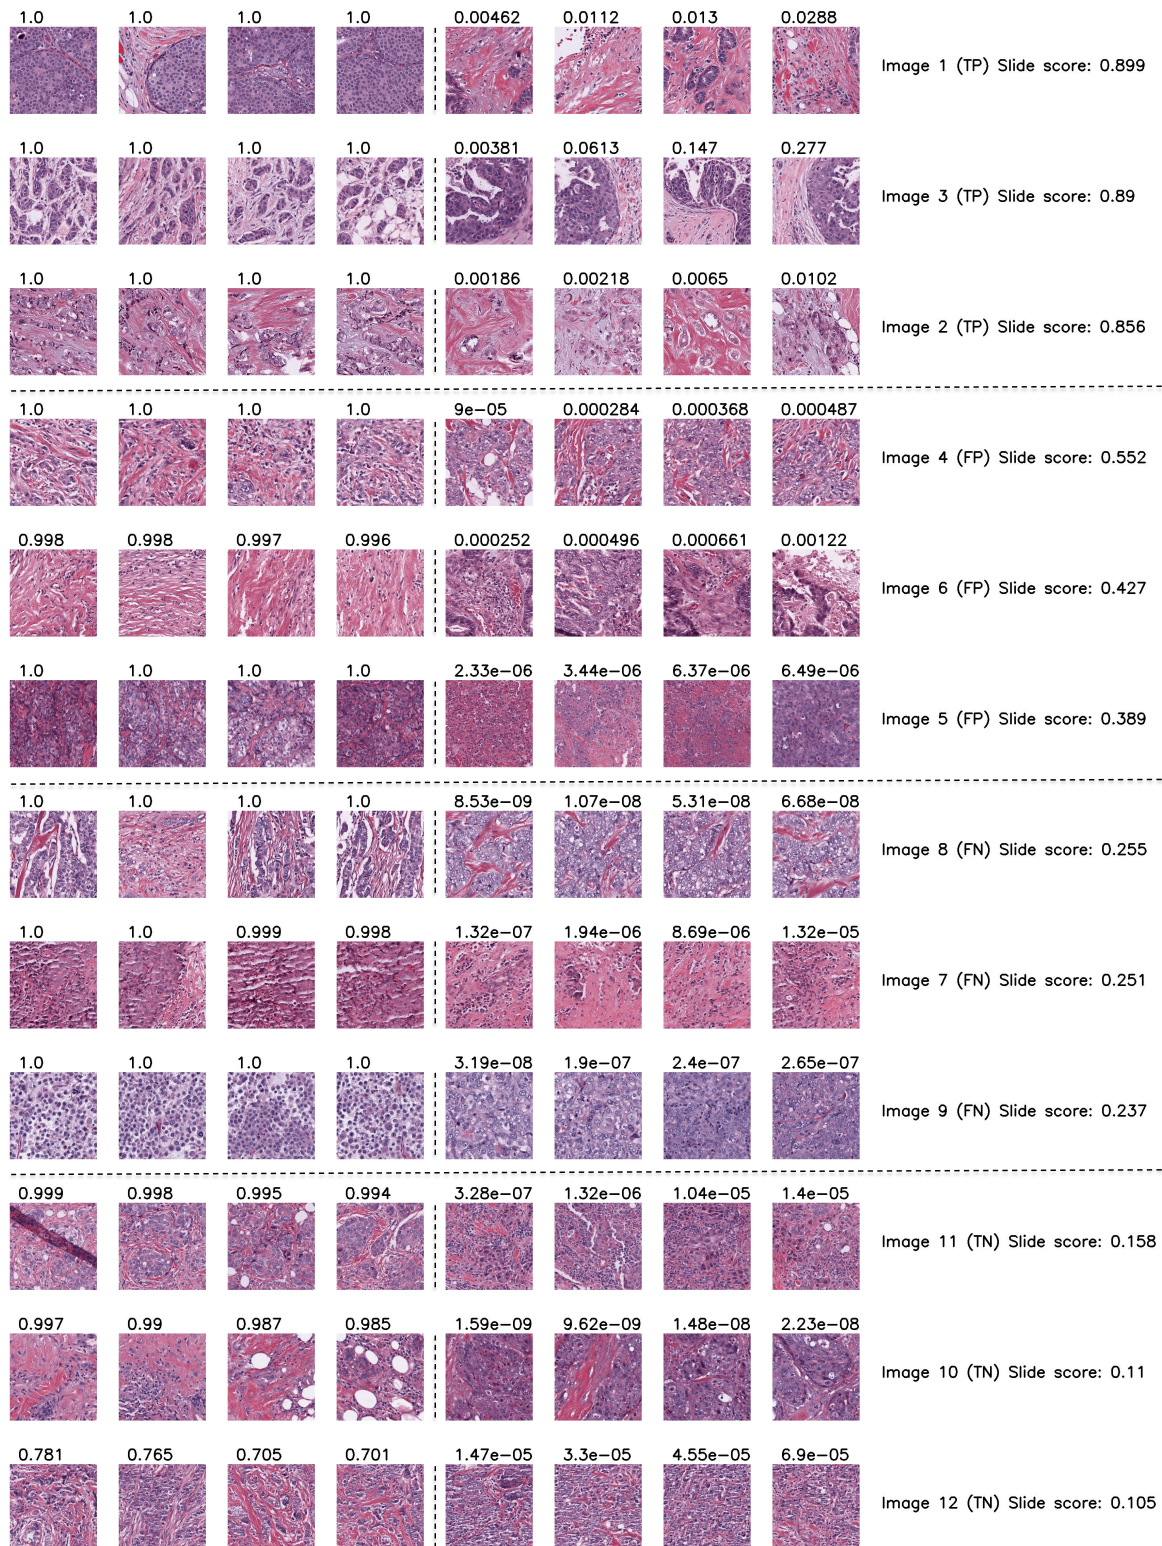 1.0 1.0 1.0 1.0 0.00462 0.0112 0.013 0.0288
Image 1 (TP) Slide score: 0.899
1.0 1.0 1.0 1.0 0.00381 0.0613 0.147 0.277
Image 3 (TP) Slide score: 0.89
1.0 1.0 1.0 1.0 0.00186 0.00218 0.0065 0.0102
Image 2 (TP) Slide score: 0.856
1.0 1.0 1.0 1.0 9e-05 0.000284 0.000368 0.000487
Image 4 (FP) Slide score: 0.552
0.998 0.998 0.997 0.996 0.000252 0.000496 0.000661 0.00122
Image 6 (FP) Slide score: 0.427
1.0 1.0 1.0 1.0 2.33e-06 3.44e-06 6.37e-06 6.49e-06
Image 5 (FP) Slide score: 0.389
1.0 1.0 1.0 1.0 8.53e-09 1.07e-08 5.31e-08 6.68e-08
Image 8 (FN) Slide score: 0.255
1.0 1.0 0.999 0.998 1.32e-07 1.94e-06 8.69e-06 1.32e-05
Image 7 (FN) Slide score: 0.251
1.0 1.0 1.0 1.0 3.19e-08 1.9e-07 2.4e-07 2.65e-07
Image 9 (FN) Slide score: 0.237
0.999 0.998 0.995 0.994 3.28e-07 1.32e-06 1.04e-05 1.4e-05
Image 11 (TN) Slide score: 0.158
0.997 0.99 0.987 0.985 1.59e-09 9.62e-09 1.48e-08 2.23e-08
Image 10 (TN) Slide score: 0.11
0.781 0.765 0.705 0.701 1.47e-05 3.3e-05 4.55e-05 6.9e-05
Image 12 (TN) Slide score: 0.105